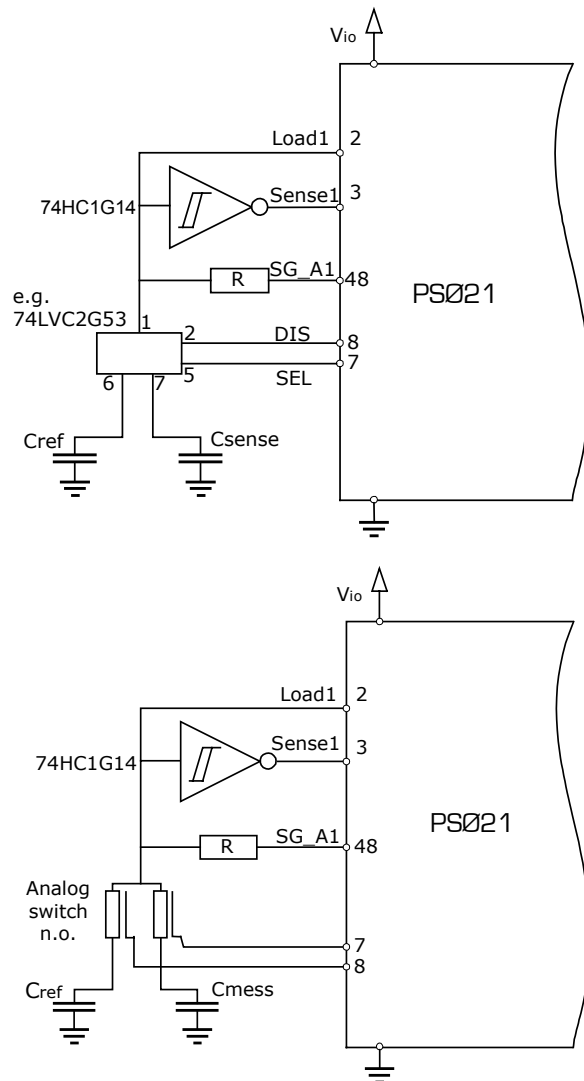 Vio
Load1 2
74HC1G14 Sense1 3
R SG_A1 48
PSØ21
e.g.
74LVC2G53 1
2 DIS 8
5 SEL 7
6 7
Cref Csense
Vio
Load1 2
74HC1G14 Sense1 3
R SG_A1 48
PSØ21
Analog
switch
n.o.
7
8
Cref Cmess